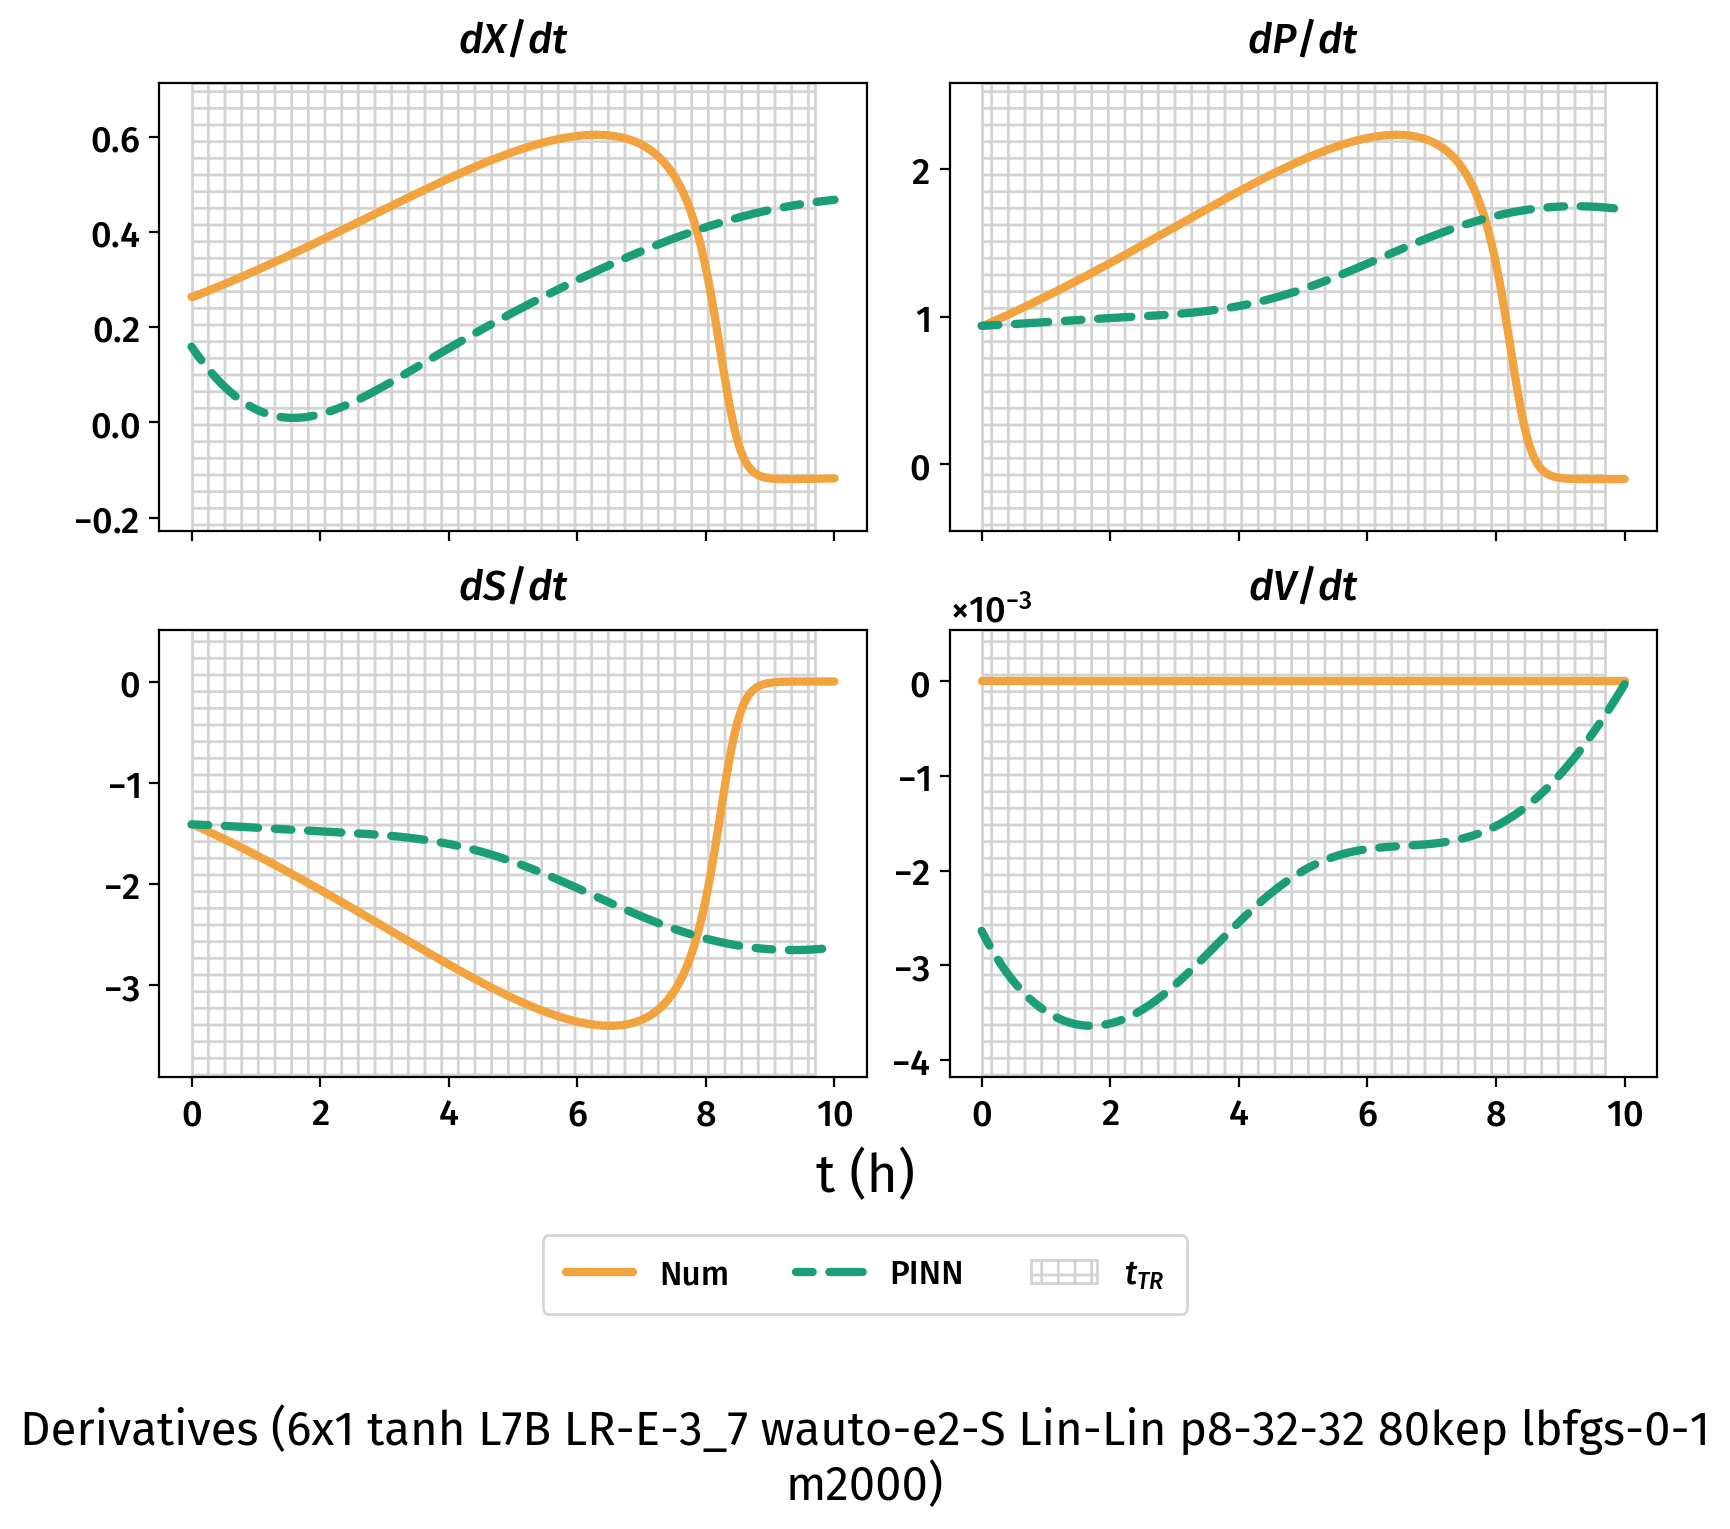 dX/dt
dP/dt
0.6
0.4
0.2
0.0
−0.2
2
1
0
dS/dt
dV/dt
×10⁻³
0
−1
−2
−3
0
−1
−2
−3
−4
0 2 4 6 8 10
0 2 4 6 8 10
t (h)
Num PINN t_TR
Derivatives (6x1 tanh L7B LR-E-3_7 wauto-e2-S Lin-Lin p8-32-32 80kep lbfgs-0-1
m2000)